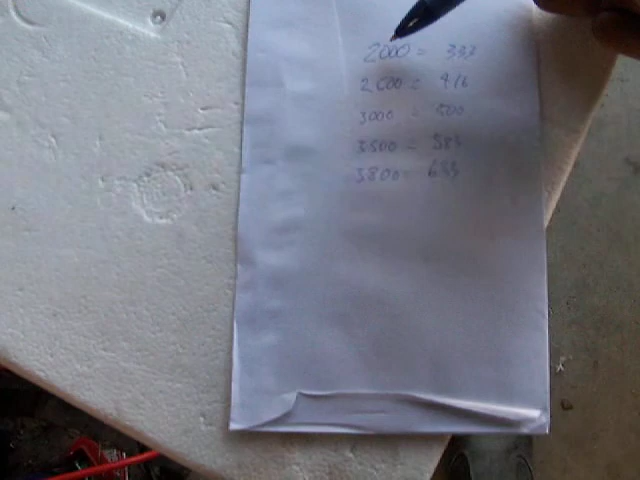 2000 = 333
2500 = 416
3000 = 500
3500 = 583
3800 = 633